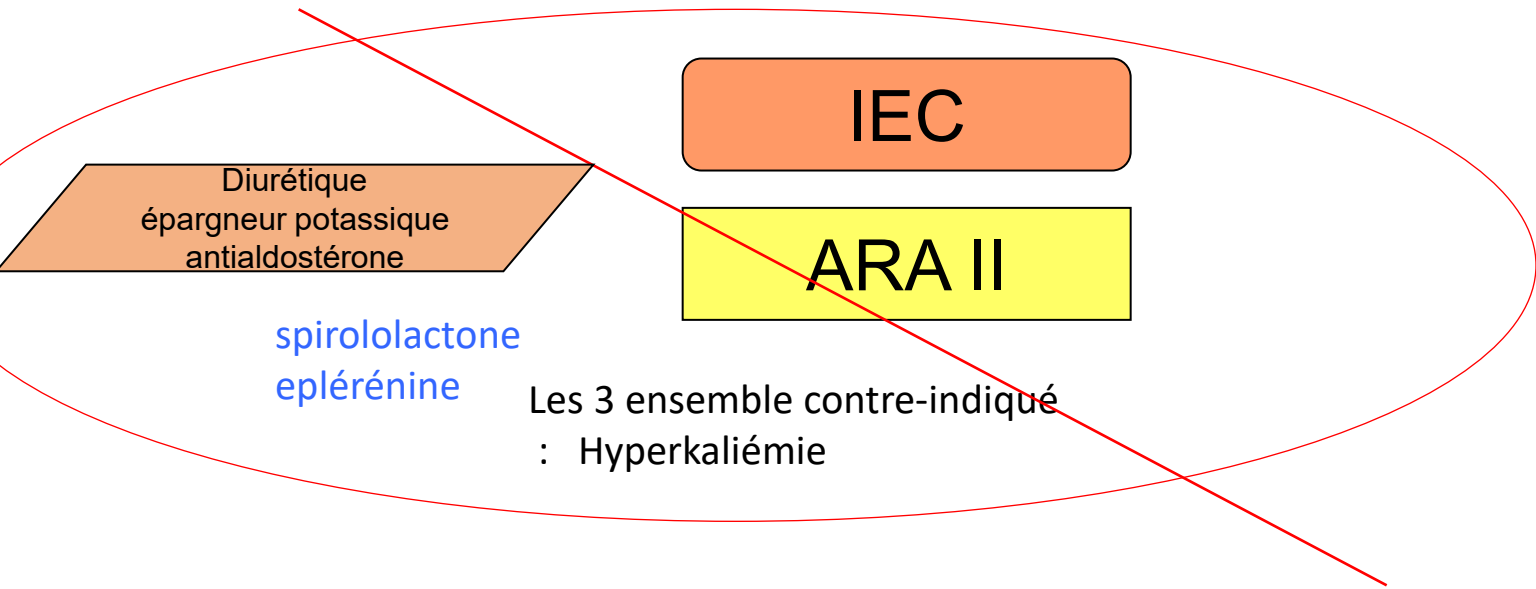 IEC
Diurétique
épargneur potassique
antialdostérone
ARA II
spirololactone
eplérénine
Les 3 ensemble contre-indiqué
: Hyperkaliémie